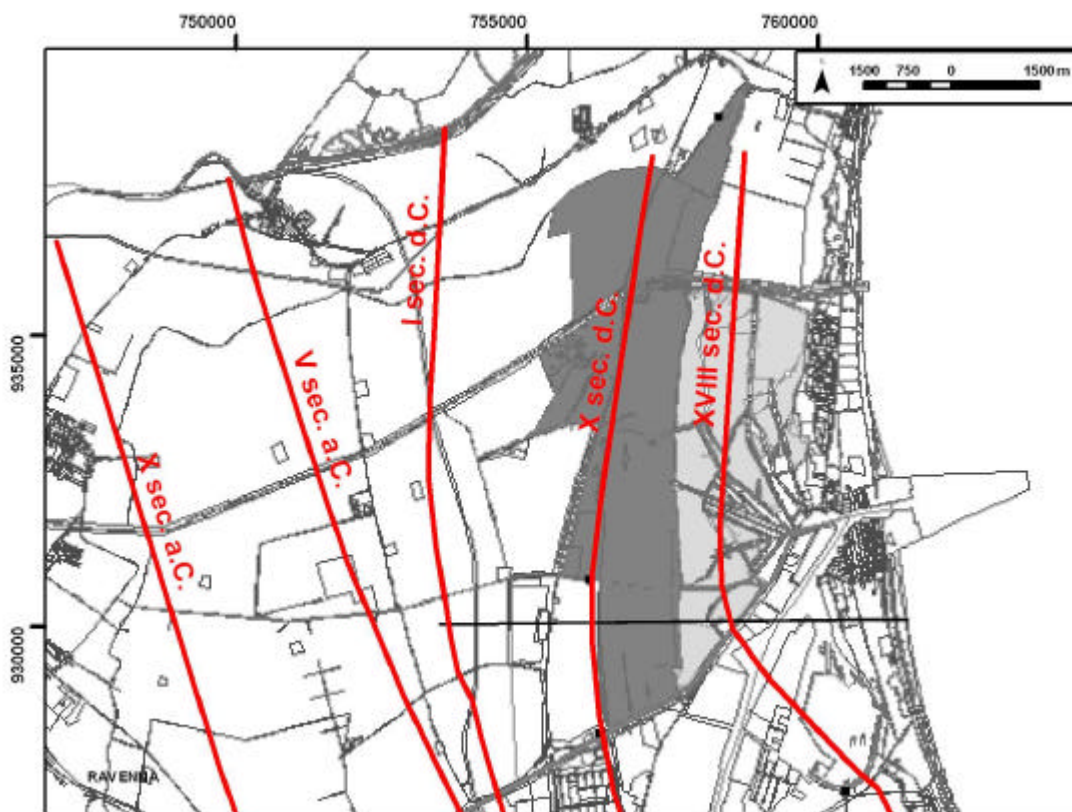 750000
755000
760000
1500 750 0 1500 m
935000
930000
X sec. a.C.
V sec. a.C.
I sec. d.C.
X sec. d.C.
XVIII sec. d.C.
RAVENNA